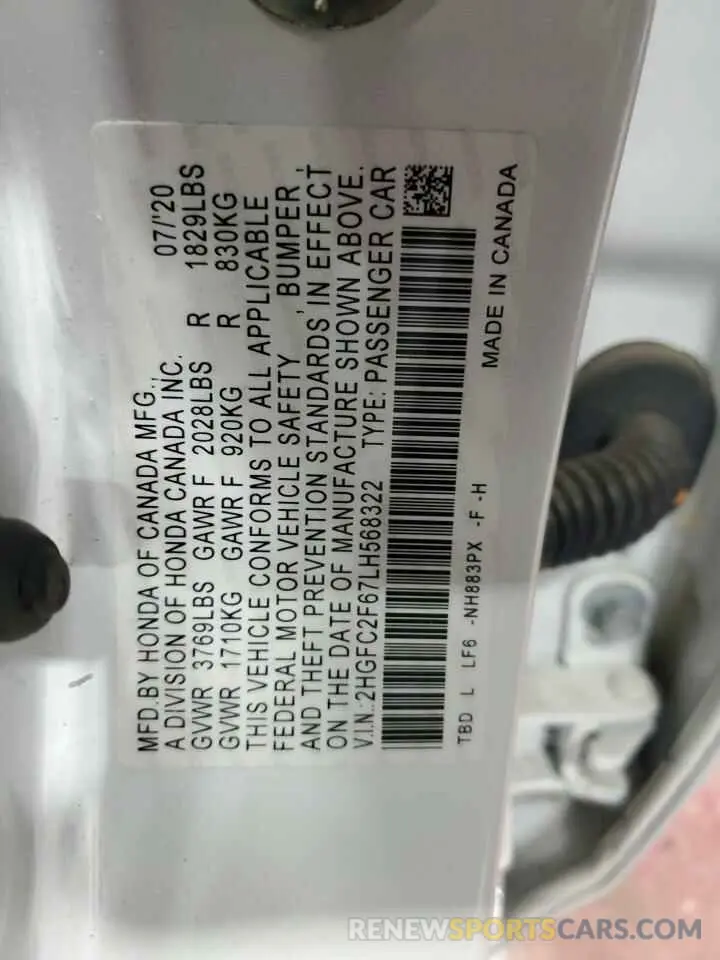 MFD.BY HONDA OF CANADA MFG., 07/'20
A DIVISION OF HONDA CANADA INC.
GVWR 3769LBS GAWR F 2028LBS R 1829LBS
GVWR 1710KG GAWR F 920KG R 830KG
THIS VEHICLE CONFORMS TO ALL APPLICABLE
FEDERAL MOTOR VEHICLE SAFETY , BUMPER ,
AND THEFT PREVENTION STANDARDS IN EFFECT
ON THE DATE OF MANUFACTURE SHOWN ABOVE.
V.I.N.:2HGFC2F67LH568322 TYPE: PASSENGER CAR
TBD L LF6 -NH883PX -F -H MADE IN CANADA
RENEWSPORTSCARS.COM